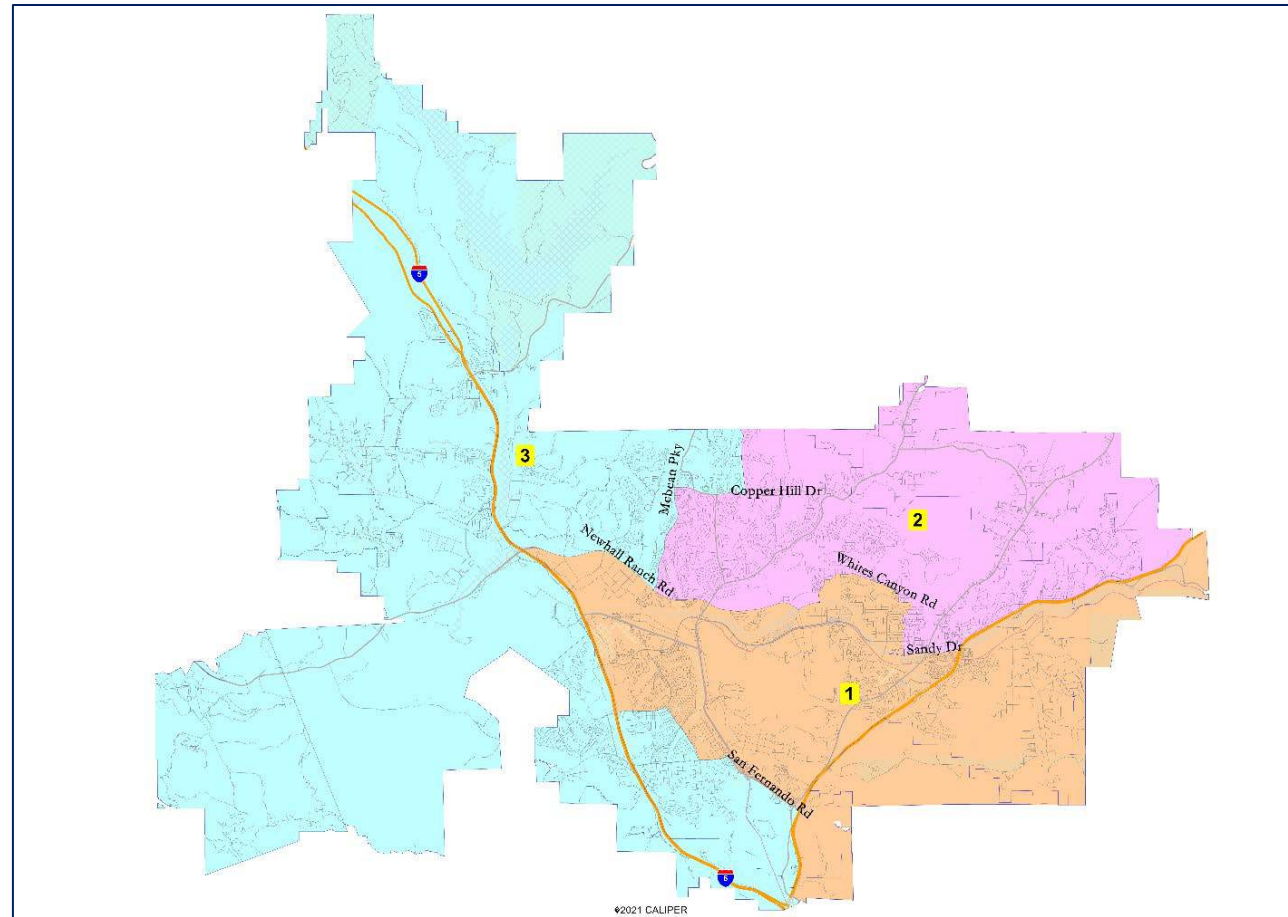 5
3
Mcbean Pky
Copper Hill Dr
2
Newhall Ranch Rd
Whites Canyon Rd
Sandy Dr
1
San Fernando Rd
5
�2021 CALIPER